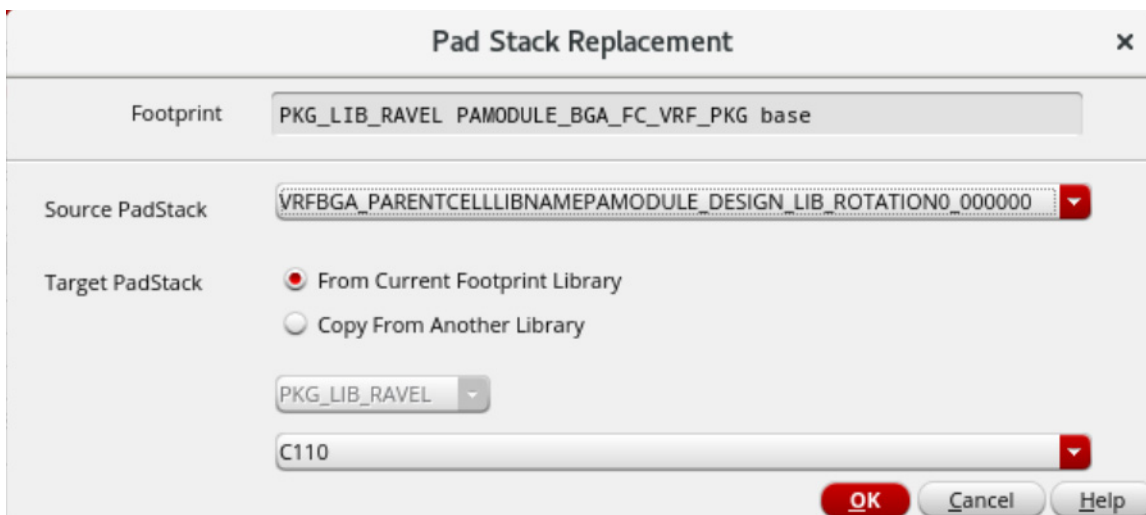 Pad Stack Replacement ×
Footprint PKG_LIB_RAVEL PAMODULE_BGA_FC_VRF_PKG base
Source PadStack VRFBGA_PARENTCELLLIBNAMEPAMODULE_DESIGN_LIB_ROTATION0_000000
Target PadStack From Current Footprint Library
Copy From Another Library
PKG_LIB_RAVEL
C110
OK Cancel Help